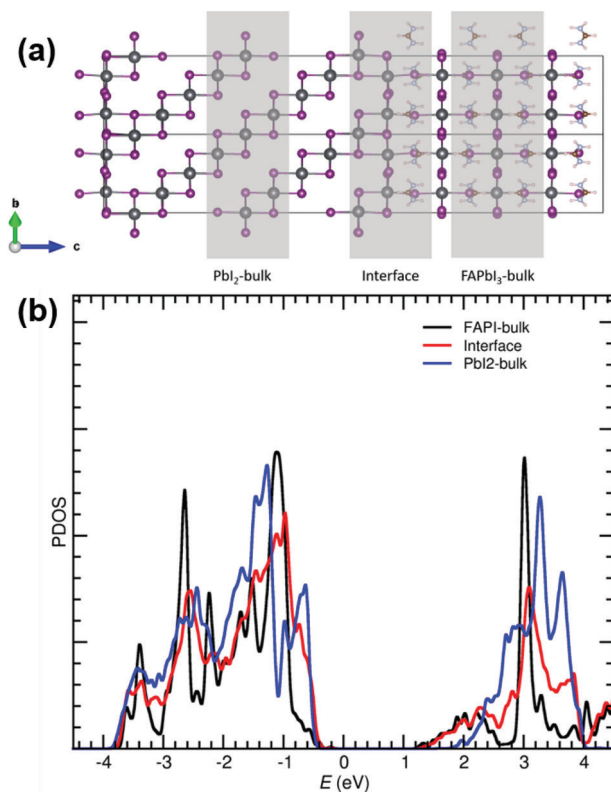 (a)
b
c
PbI₂-bulk
Interface
FAPbI₃-bulk
(b)
FAPI-bulk
Interface
PbI2-bulk
PDOS
-4 -3 -2 -1 0 1 2 3 4
E (eV)